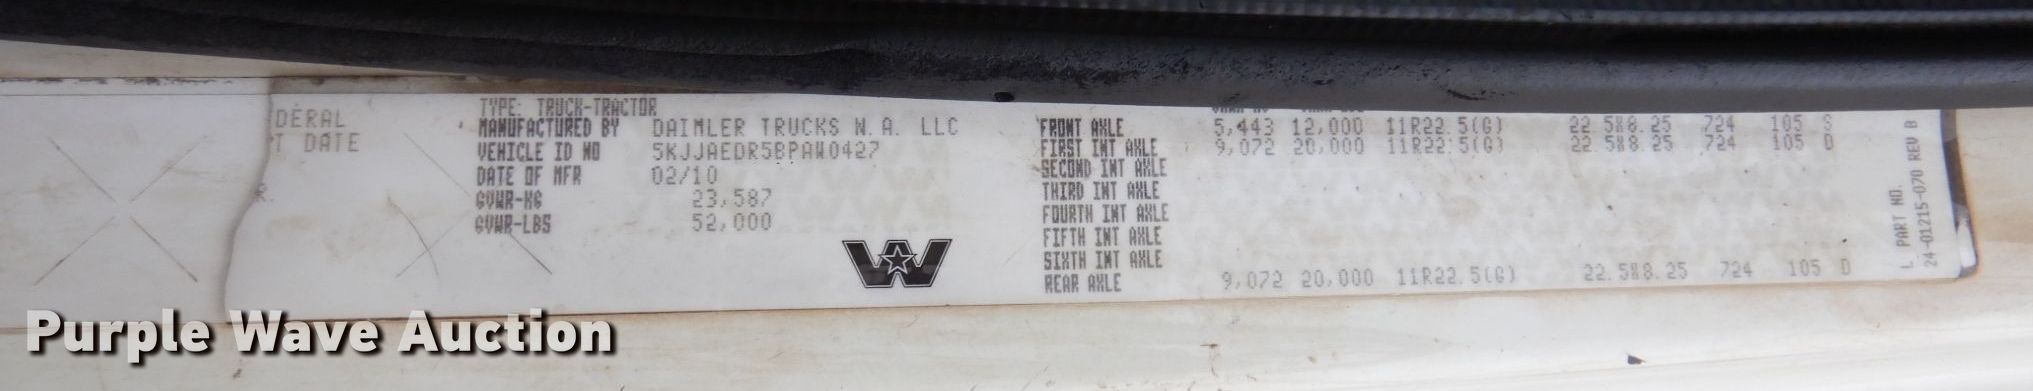 DERAL
T DATE
TYPE: TRUCK-TRACTOR
MANUFACTURED BY DAIMLER TRUCKS N.A. LLC
VEHICLE ID NO 5KJJAEDR5BPAW0427
DATE OF MFR 02/10
GVWR-KG 23,587
GVWR-LBS 52,000
FRONT AXLE 5,443 12,000 11R22.5(G) 22.5X8.25 724 105 S
FIRST INT AXLE 9,072 20,000 11R22.5(G) 22.5X8.25 724 105 D
SECOND INT AXLE
THIRD INT AXLE
FOURTH INT AXLE
FIFTH INT AXLE
SIXTH INT AXLE
REAR AXLE 9,072 20,000 11R22.5(G) 22.5X8.25 724 105 D
L PART NO.
24-01215-070 REV B
Purple Wave Auction